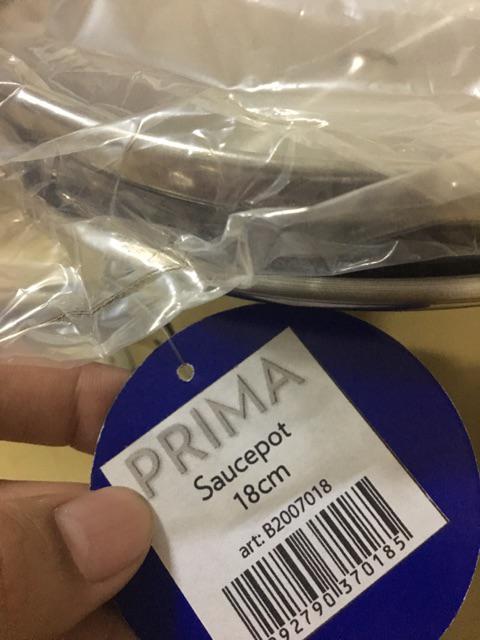 PRIMA
Saucepot
18cm
art: B2007018